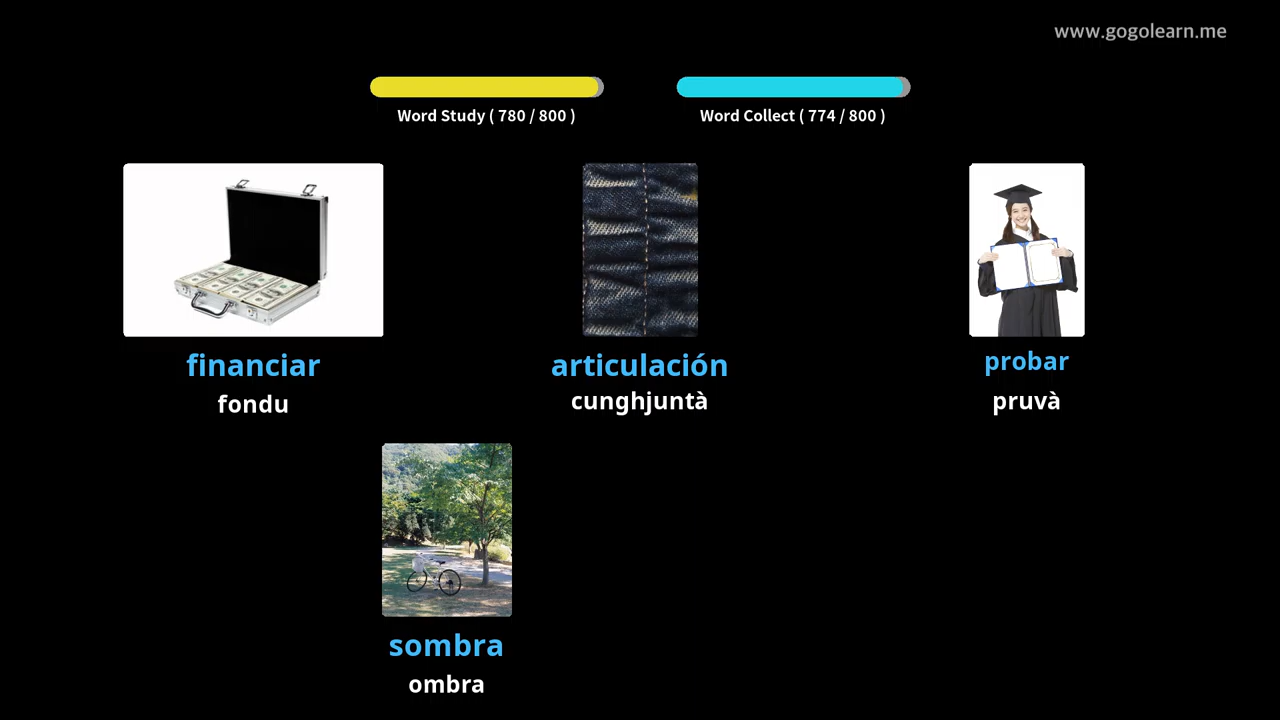 www.gogolearn.me
Word Study ( 780 / 800 )
Word Collect ( 774 / 800 )
financiar
fondu
articulación
cunghjuntà
probar
pruvà
sombra
ombra